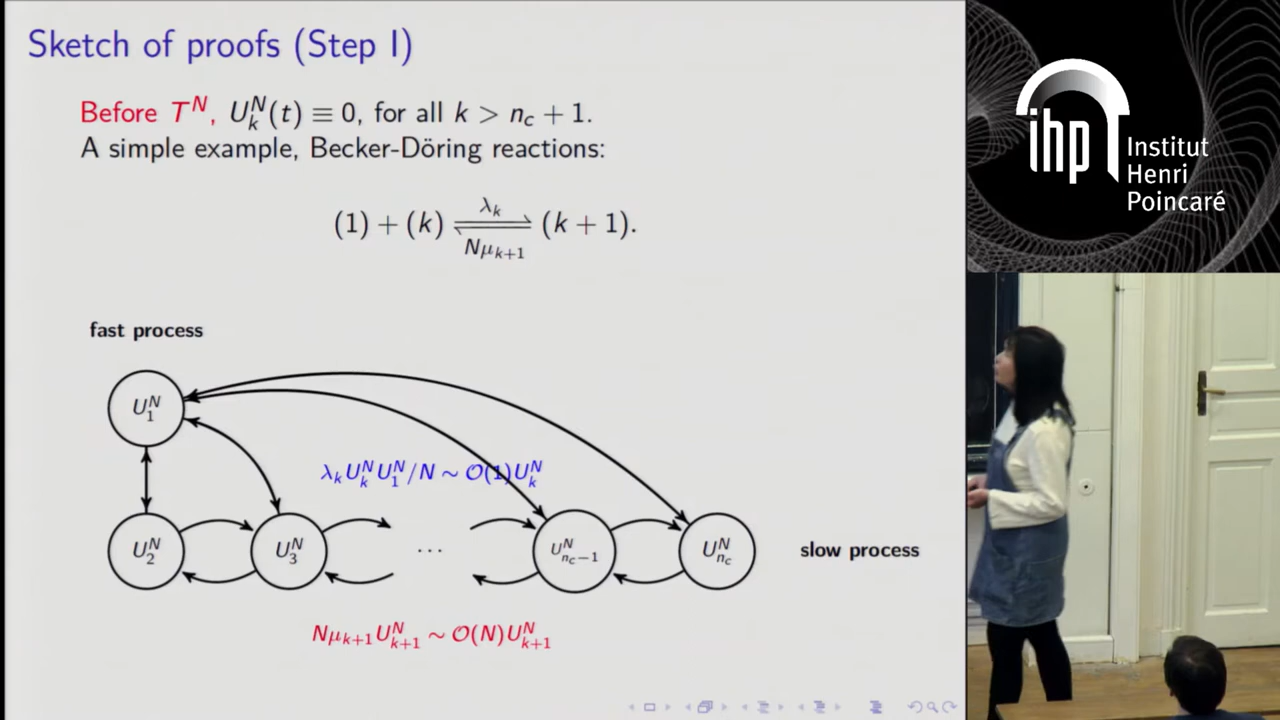 Sketch of proofs (Step I)
Before T^N, U_k^N(t) ≡ 0, for all k > n_c + 1.
A simple example, Becker-Döring reactions:
λ_k
(1) + (k) ⇌ (k + 1).
Nμ_{k+1}
fast process
U_1^N
λ_k U_k^N U_1^N/N ∼ O(1)U_k^N
U_2^N
U_3^N
...
U_{n_c−1}^N
U_{n_c}^N
slow process
Nμ_{k+1}U_{k+1}^N ∼ O(N)U_{k+1}^N
ihp
Institut
Henri
Poincaré